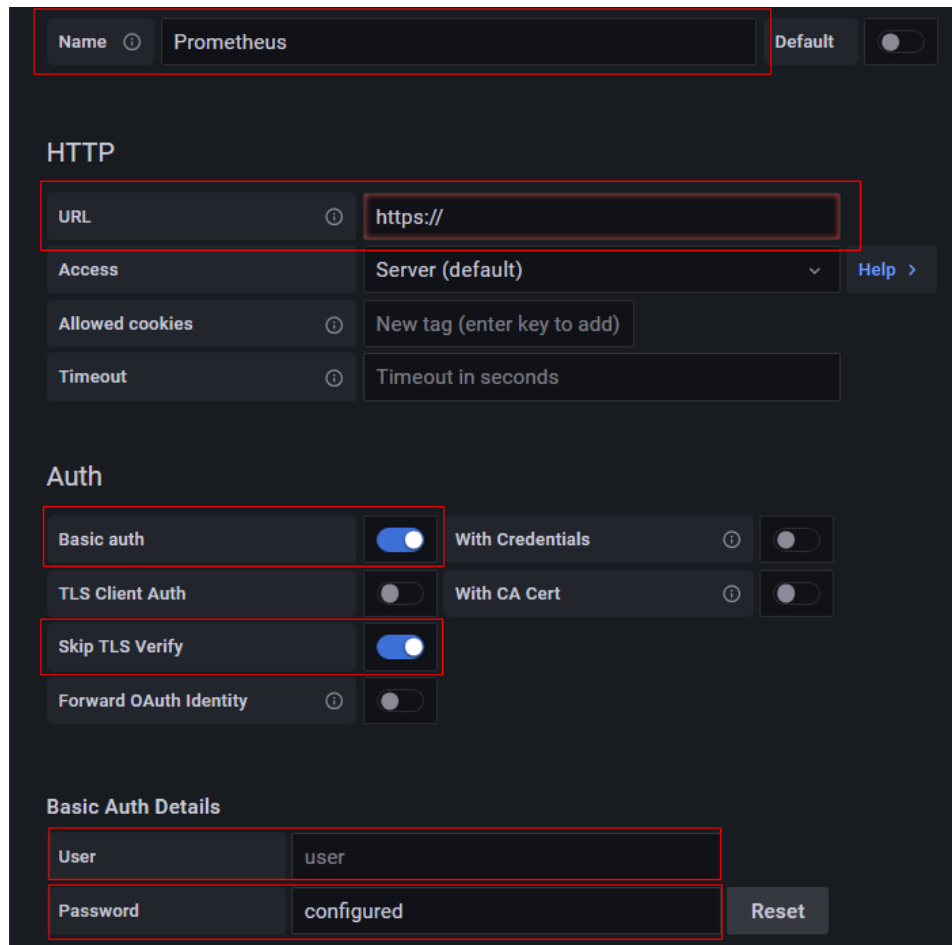 Name Prometheus Default
HTTP
URL https://
Access Server (default) Help >
Allowed cookies New tag (enter key to add)
Timeout Timeout in seconds
Auth
Basic auth With Credentials
TLS Client Auth With CA Cert
Skip TLS Verify
Forward OAuth Identity
Basic Auth Details
User user
Password configured Reset